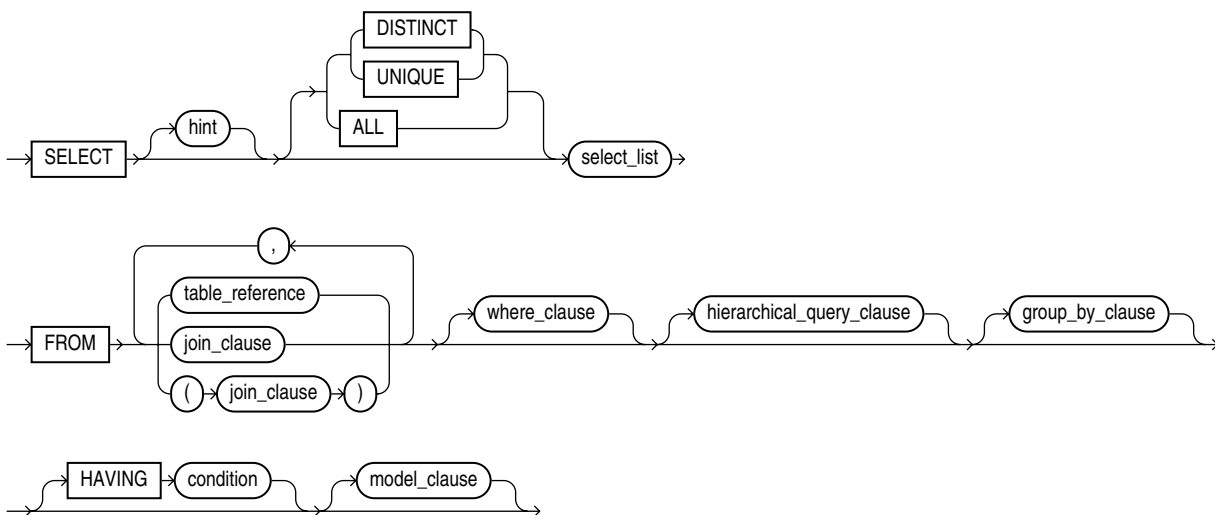 DISTINCT
UNIQUE
hint ALL
SELECT select_list
,
table_reference where_clause hierarchical_query_clause group_by_clause
FROM join_clause
( join_clause )
HAVING condition model_clause